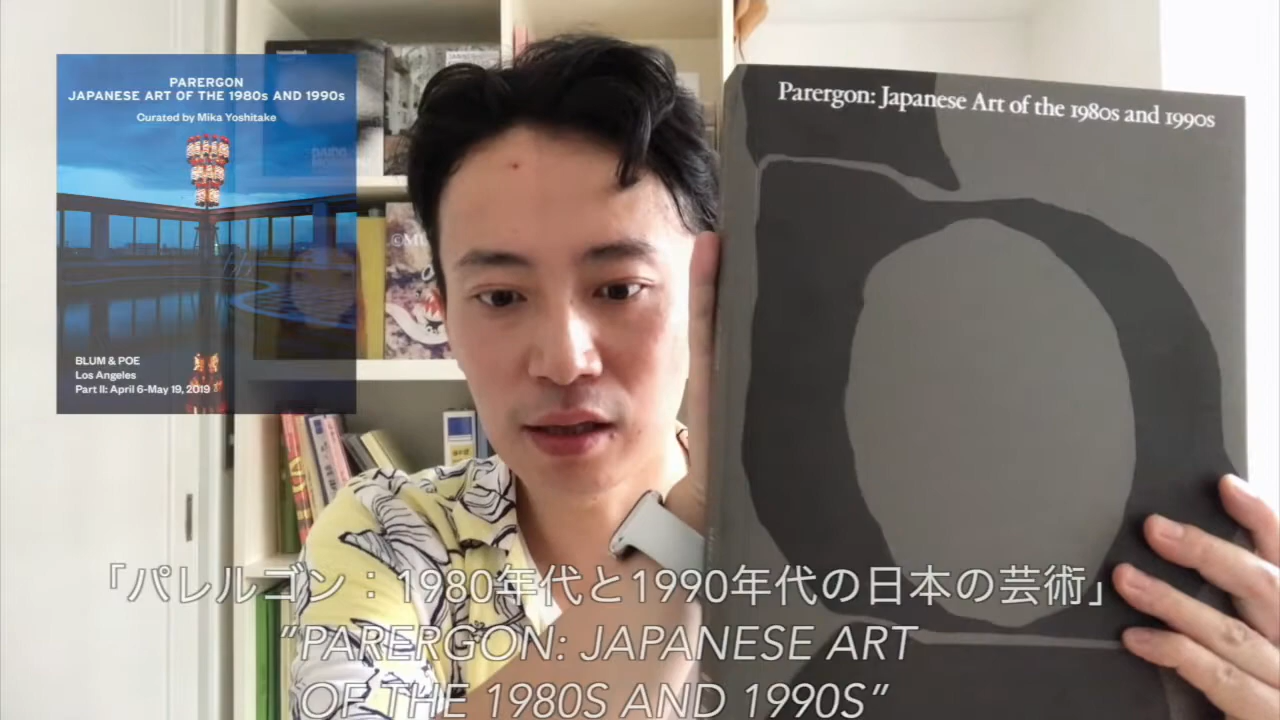 PARERGON
JAPANESE ART OF THE 1980s AND 1990s
Curated by Mika Yoshitake
BLUM & POE
Los Angeles
Part II: April 6-May 19, 2019
Parergon: Japanese Art of the 1980s and 1990s
「パレルゴン：1980年代と1990年代の日本の芸術」
"PARERGON: JAPANESE ART
OF THE 1980S AND 1990S"